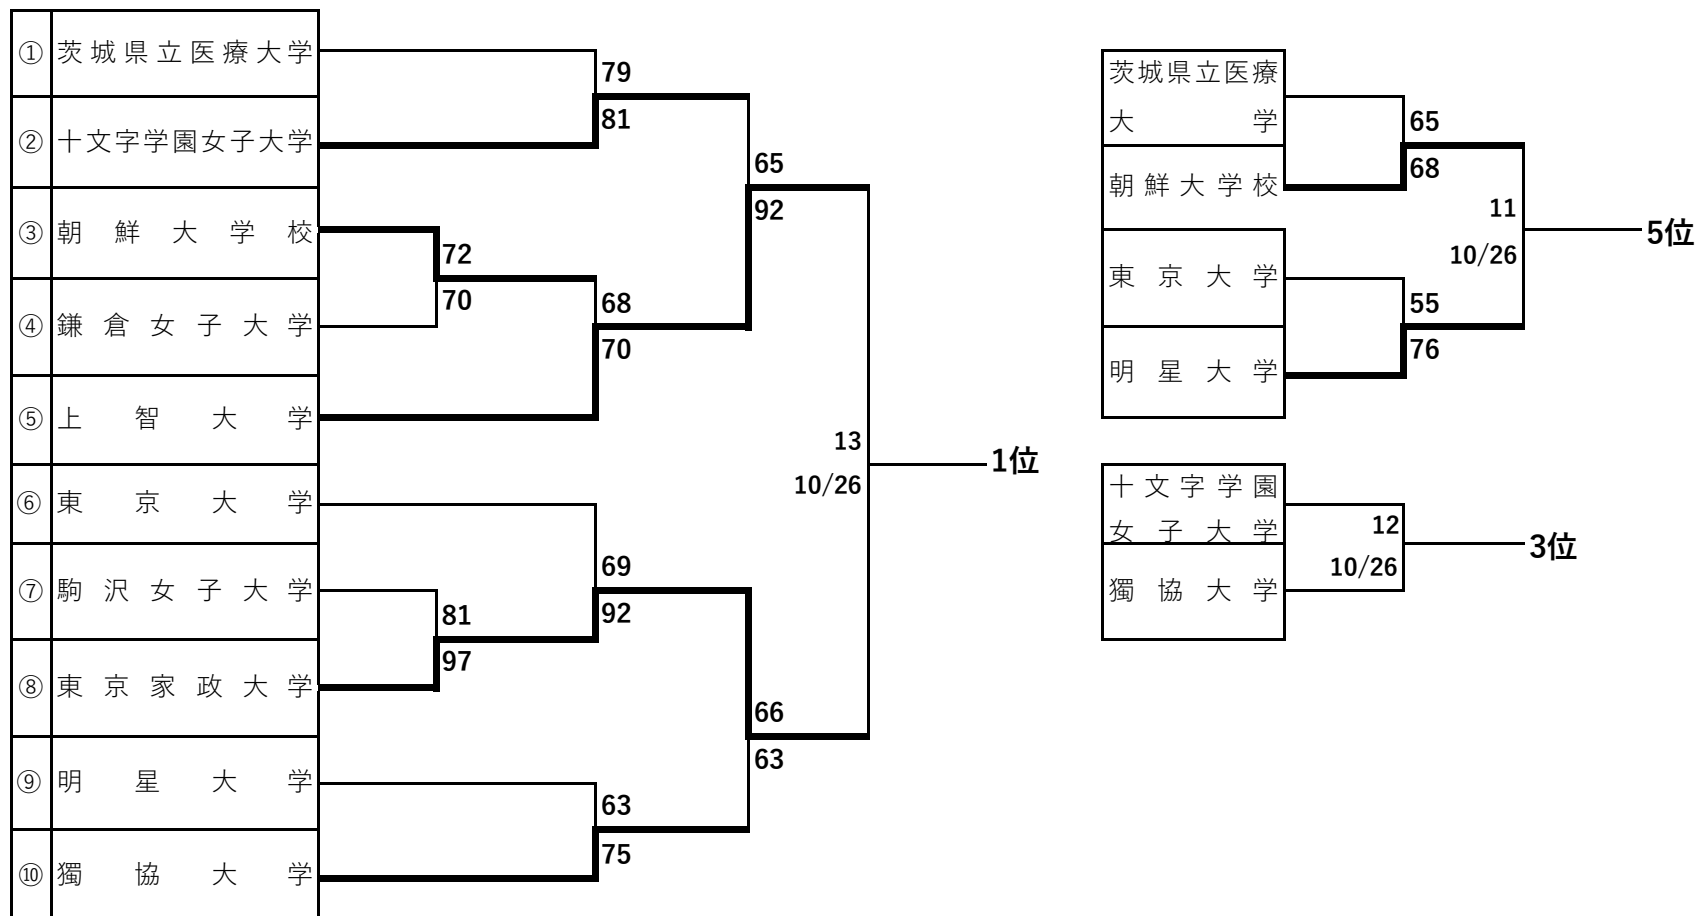 ① 茨城県立医療大学
79
81
② 十文字学園女子大学
65
92
③ 朝鮮大学校
72
70
④ 鎌倉女子大学
68
70
⑤ 上智大学
13
10/26
1位
⑥ 東京大学
69
92
⑦ 駒沢女子大学
81
97
⑧ 東京家政大学
66
63
⑨ 明星大学
63
75
⑩ 獨協大学
茨城県立医療
大学
65
68
朝鮮大学校
11
10/26
5位
東京大学
55
76
明星大学
十文字学園
女子大学
12
10/26
3位
獨協大学